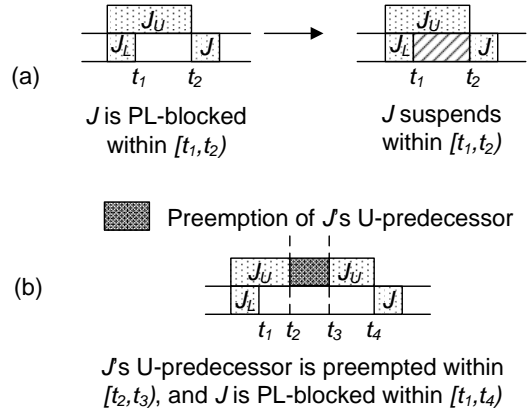 J_U J_U
(a) J_L J J_L J
t_1 t_2 t_1 t_2
J is PL-blocked within [t_1,t_2)
J suspends within [t_1,t_2)
Preemption of J's U-predecessor
J_U J_U
(b) J_L J
t_1 t_2 t_3 t_4
J's U-predecessor is preempted within
[t_2,t_3), and J is PL-blocked within [t_1,t_4)